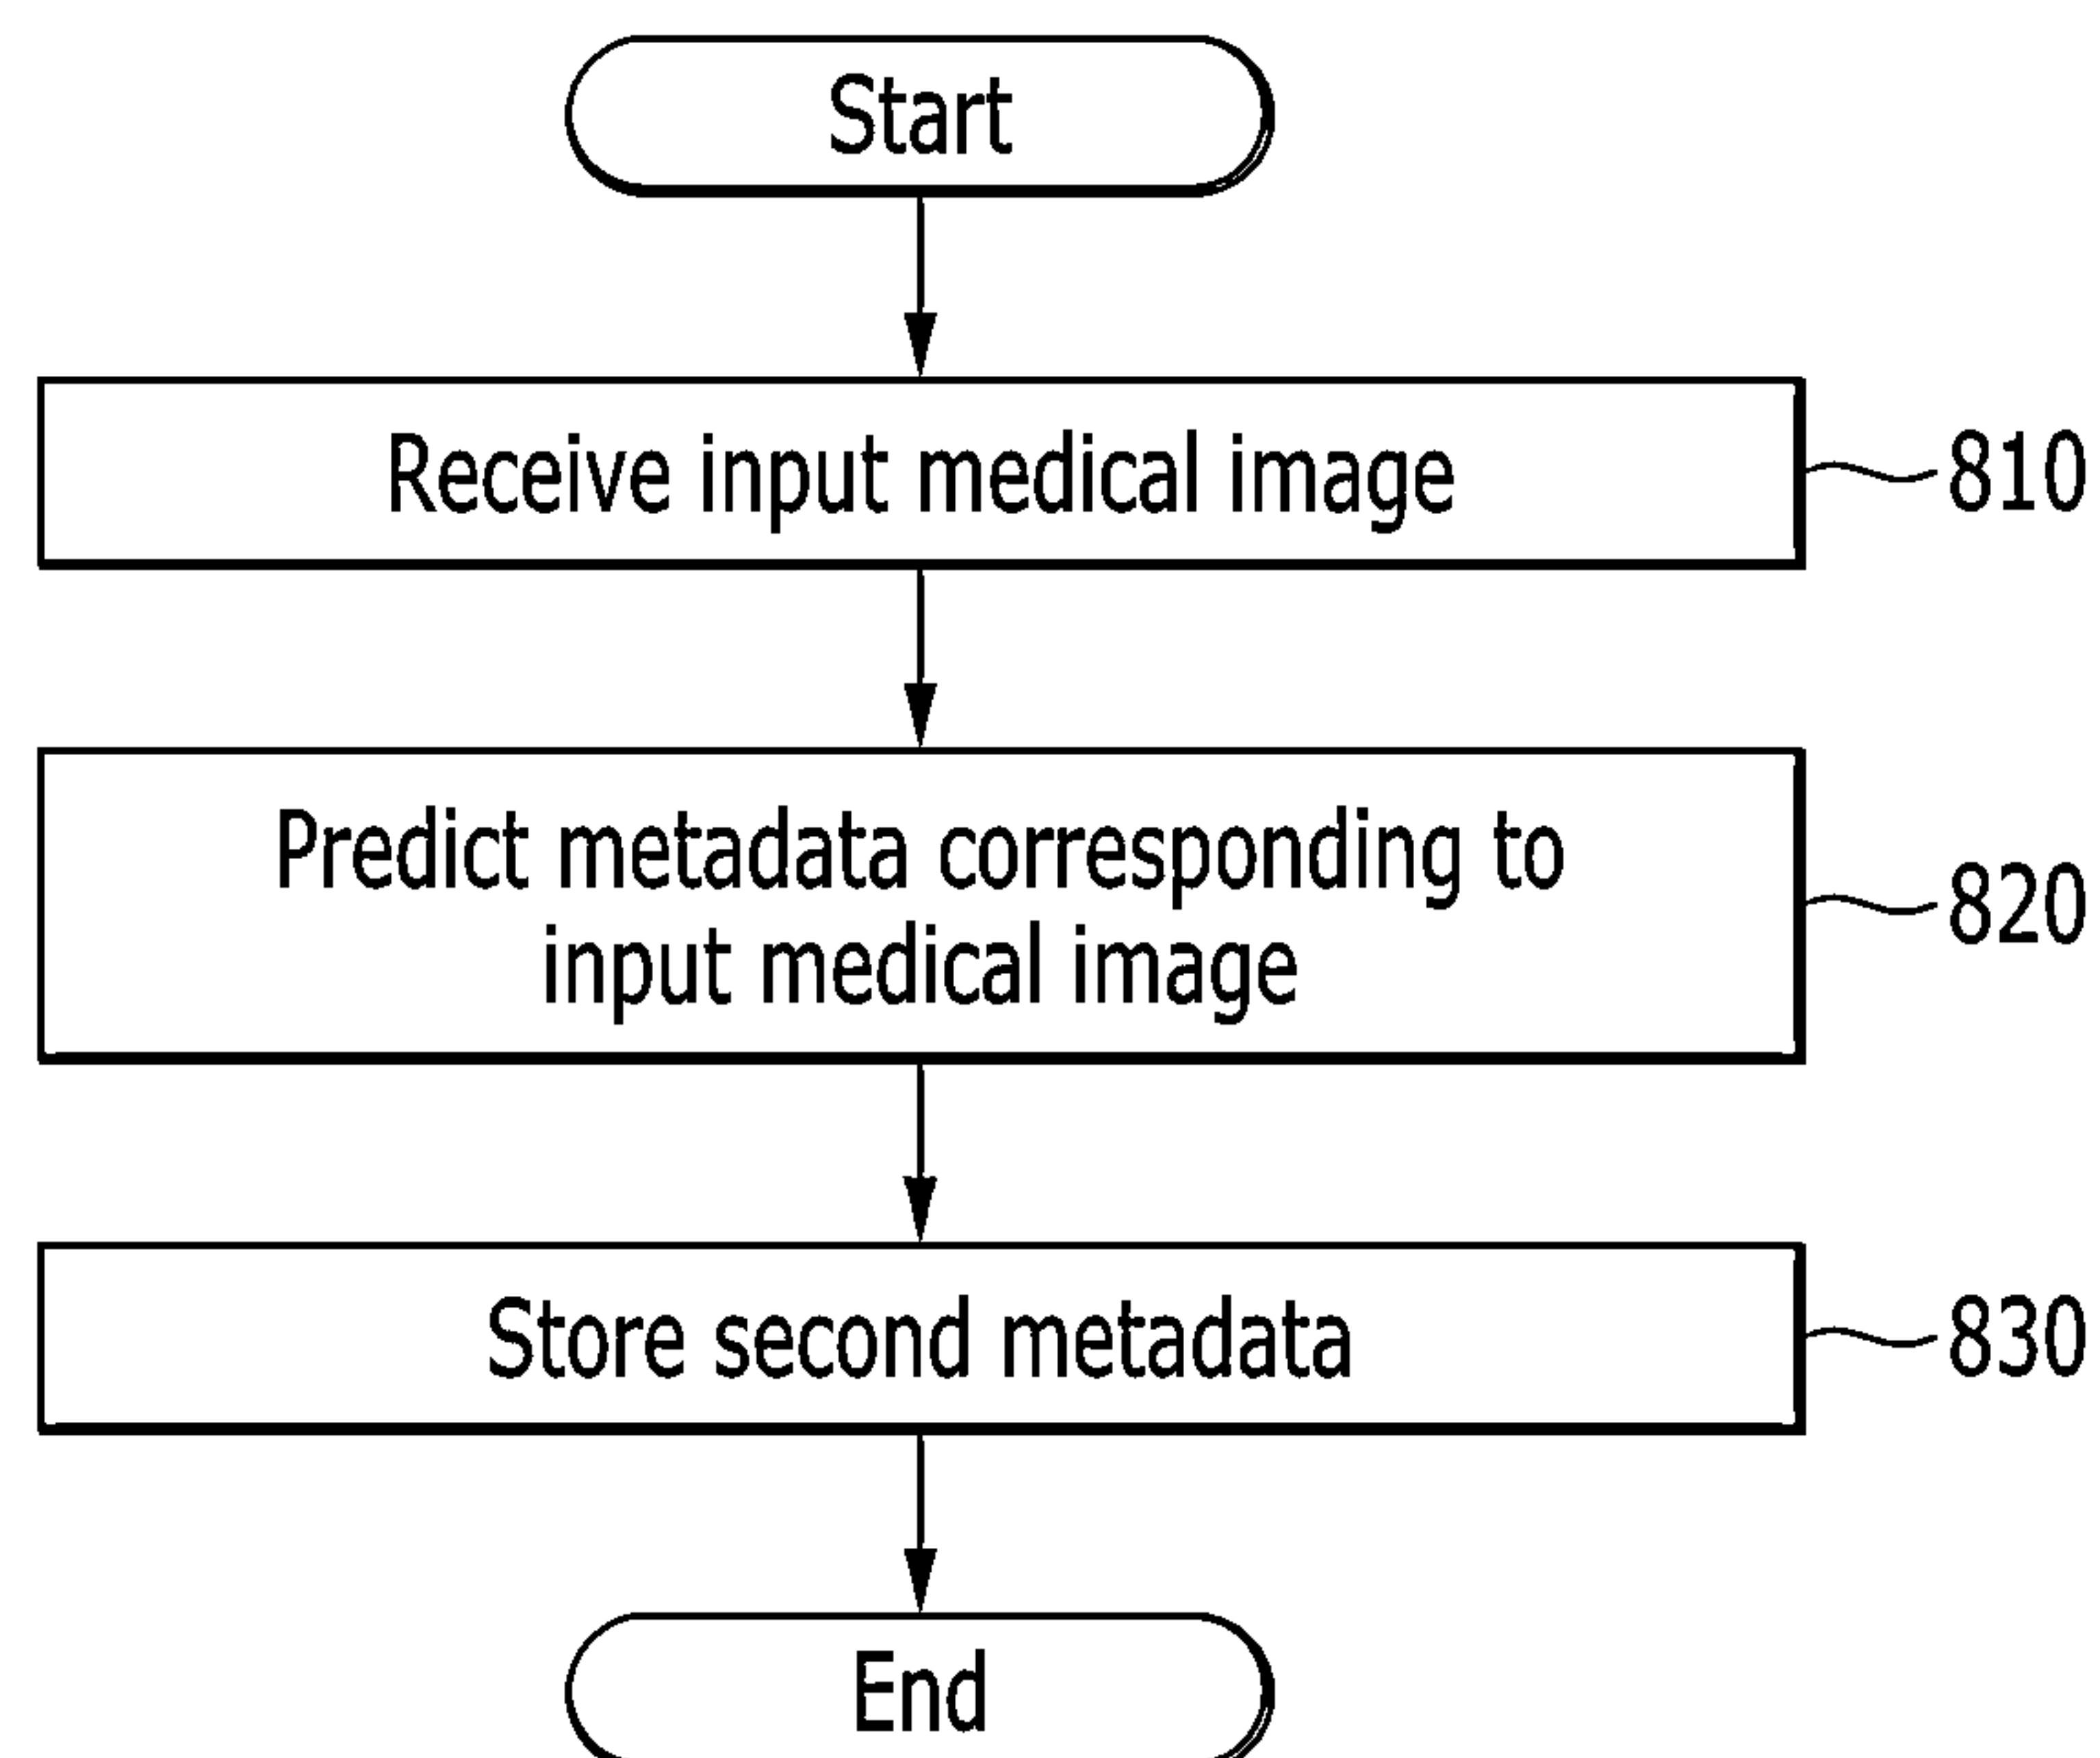 Start
Receive input medical image
810
Predict metadata corresponding to
input medical image
820
Store second metadata
830
End